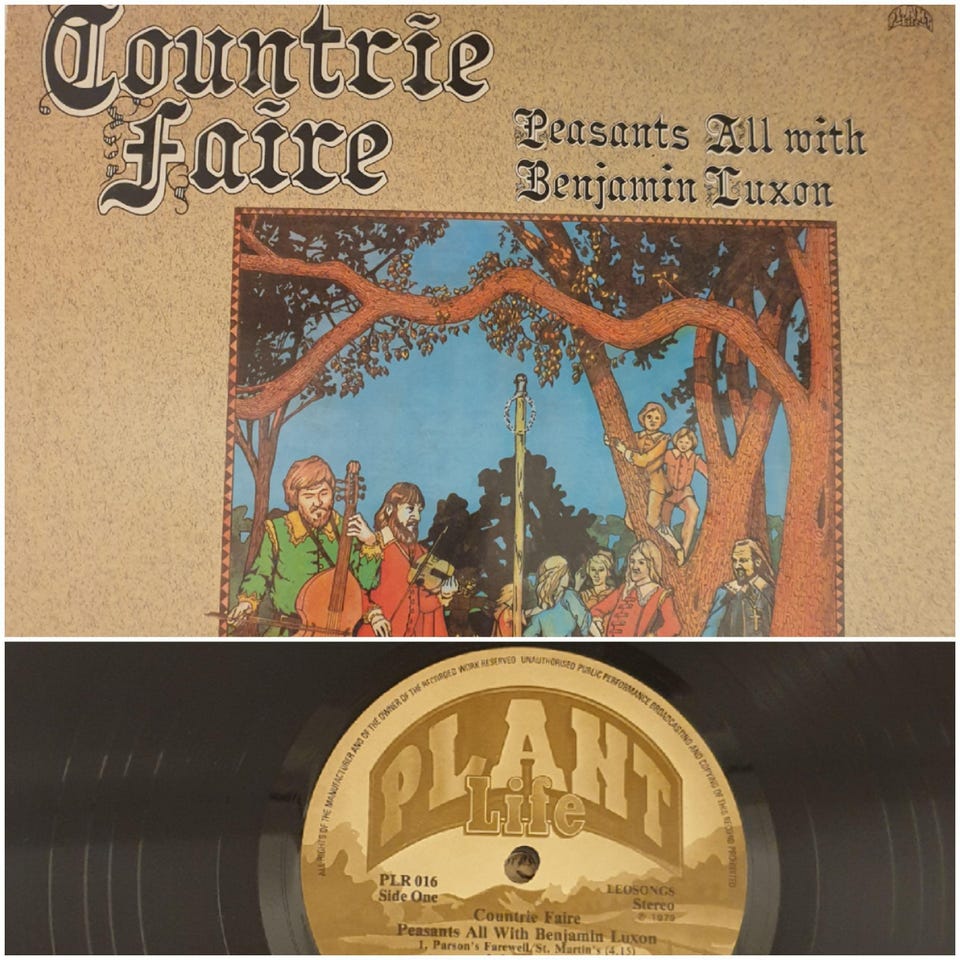 Countrie
Faire
Peasants All with
Benjamin Luxon
ALL RIGHTS OF THE MANUFACTURER AND OF THE OWNER OF THE RECORDED WORK RESERVED UNAUTHORISED PUBLIC PERFORMANCE BROADCASTING AND COPYING OF THIS RECORD PROHIBITED
PLANT
Life
PLR 016
Side One
LEOSONGS
Stereo
℗ 1979
Countrie Faire
Peasants All With Benjamin Luxon
1. Parson's Farewell/St. Martin's (4.15)